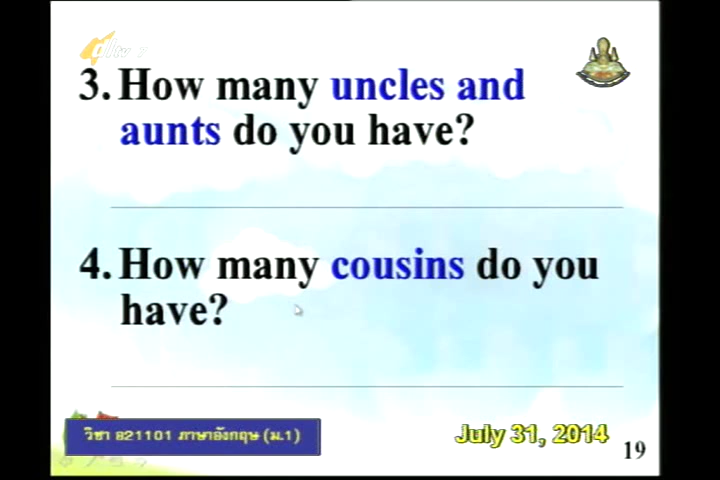 3. How many uncles and
aunts do you have?
4. How many cousins do you
have?
วิชา อ21101 ภาษาอังกฤษ (ม.1)
July 31, 2014
19